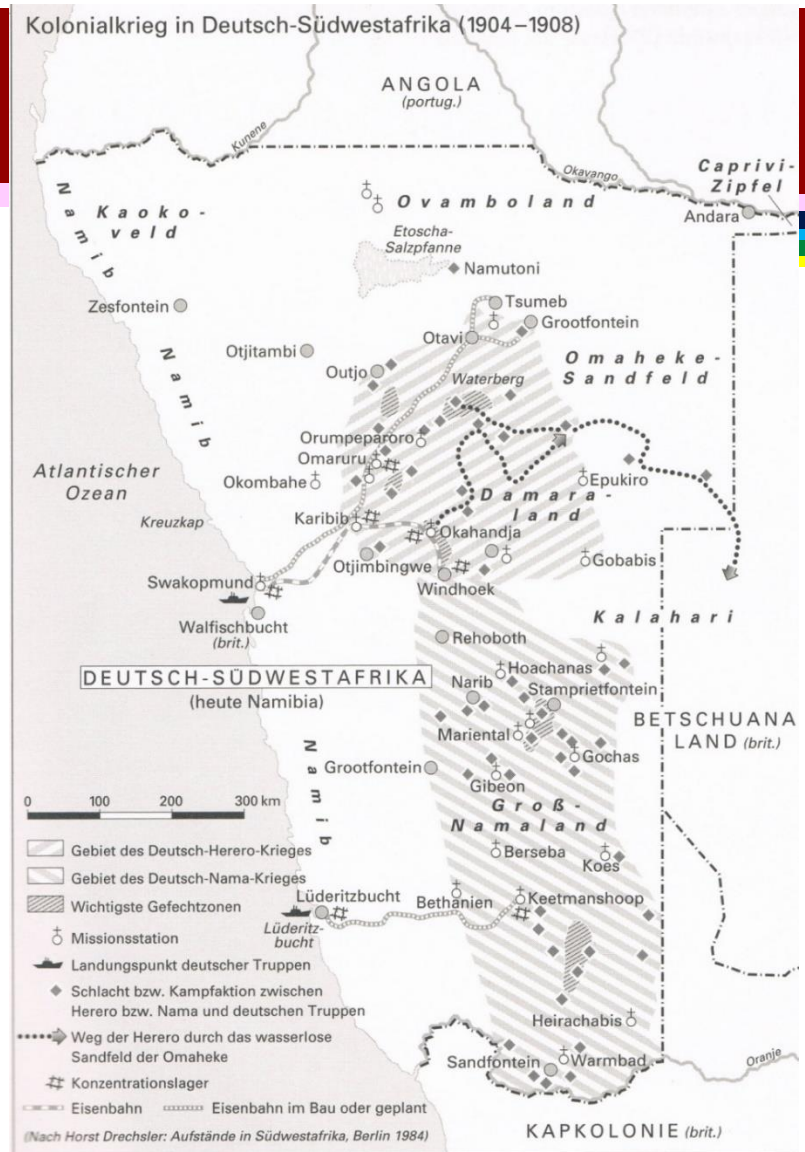 Kolonialkrieg in Deutsch-Südwestafrika (1904–1908)
ANGOLA
(portug.)
Kunene
Okavango
Caprivi-
Zipfel
Andara
Namib
Kaoko-
veld
Ovamboland
Etoscha-
Salzpfanne
Namutoni
Zesfontein
Tsumeb
Grootfontein
Otavi
Otjitambi
Namib
Outjo
Waterberg
Omaheke-
Sandfeld
Orumpeparoro
Omaruru
Atlantischer
Ozean
Okombahe
Epukiro
Damara-
land
Kreuzkap
Karibib
Okahandja
Otjimbingwe
Gobabis
Swakopmund
Windhoek
Walfischbucht
(brit.)
Kalahari
Rehoboth
DEUTSCH-SÜDWESTAFRIKA
(heute Namibia)
Hoachanas
Narib
Stamprietfontein
BETSCHUANA
LAND (brit.)
Mariental
Gochas
Namib
Grootfontein
Gibeon
Groß-
Namaland
0 100 200 300 km
Berseba
Koes
Gebiet des Deutsch-Herero-Krieges
Gebiet des Deutsch-Nama-Krieges
Wichtigste Gefechtzonen
Lüderitzbucht
Bethanien
Keetmanshoop
Lüderitz-
bucht
Missionsstation
Landungspunkt deutscher Truppen
Schlacht bzw. Kampfaktion zwischen
Herero bzw. Nama und deutschen Truppen
Heirachabis
Weg der Herero durch das wasserlose
Sandfeld der Omaheke
Sandfontein
Warmbad
Oranje
Konzentrationslager
Eisenbahn
Eisenbahn im Bau oder geplant
(Nach Horst Drechsler: Aufstände in Südwestafrika, Berlin 1984)
KAPKOLONIE (brit.)